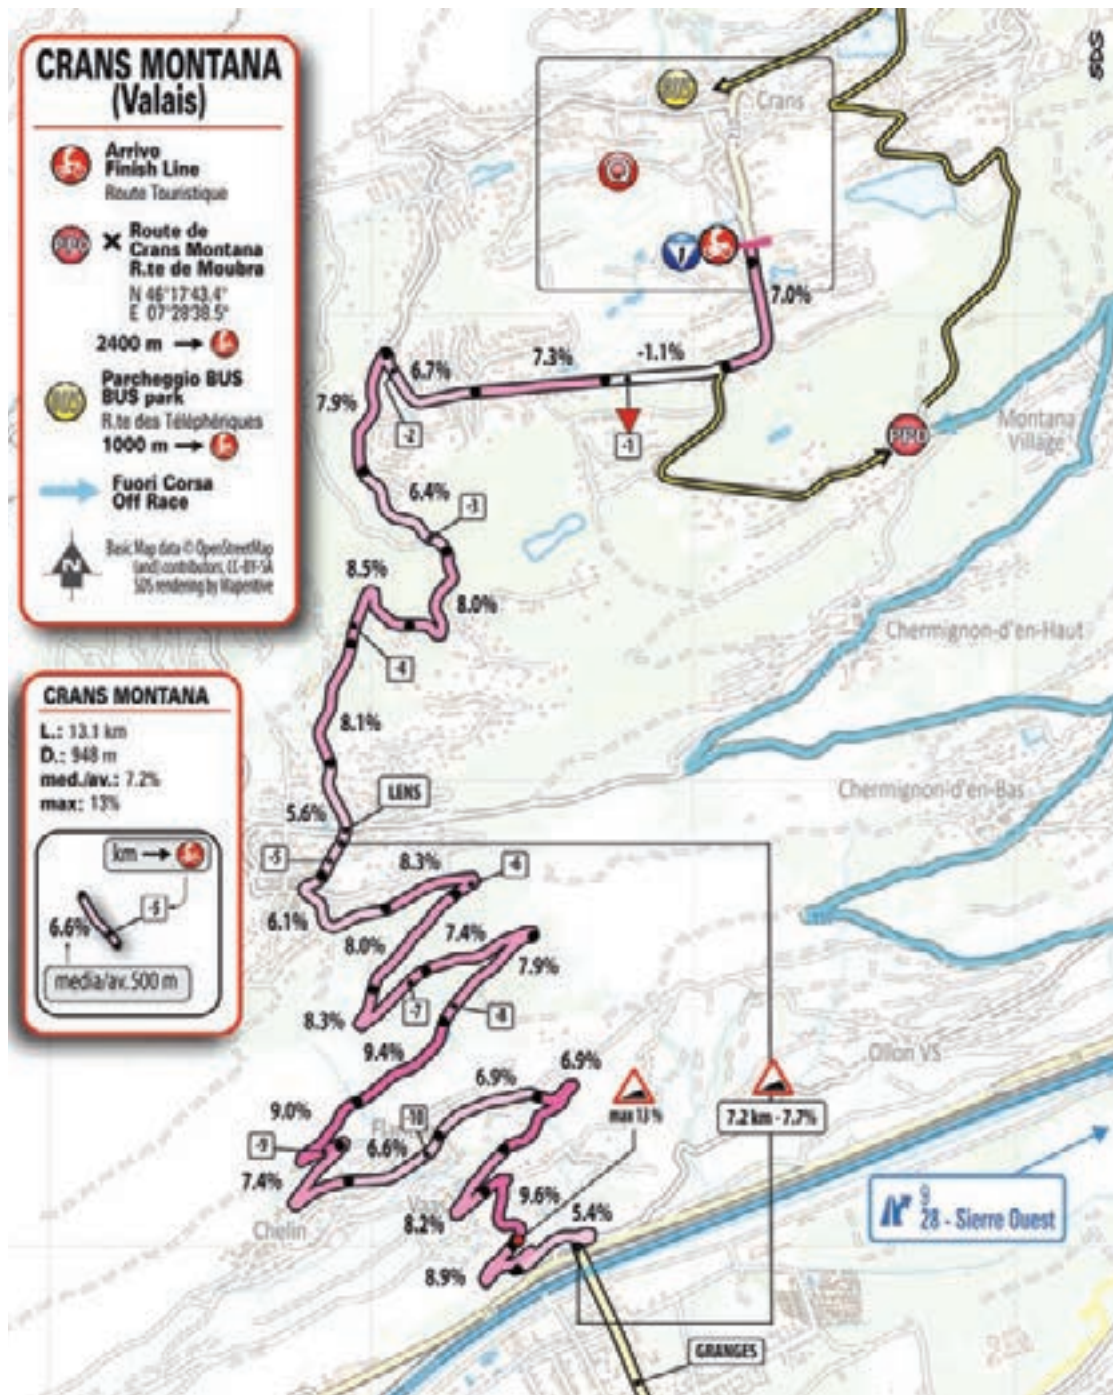 SDS
CRANS MONTANA
(Valais)
Arrivo
Finish Line
Route Touristique
PPO
Route de
Crans Montana
R.te de Moubra
N 46°17'43.4"
E 07°28'38.5"
2400 m
BUS
Parcheggio BUS
BUS park
R.te des Téléphériques
1000 m
Fuori Corsa
Off Race
N
Basic Map data © OpenStreetMap
(and) contributors, CC-BY-SA
SDS rendering by Mapertive
BUS
Crans
1
7.0%
-1.1%
7.3%
6.7%
7.9%
-2
-1
PPO
Montana
Village
6.4%
-3
8.5%
8.0%
-4
Chermignon-d'en-Haut
8.1%
CRANS MONTANA
L.: 13.1 km
D.: 948 m
med./av.: 7.2%
max: 13%
km
-5
6.6%
media/av. 500 m
LENS
5.6%
Chermignon-d'en-Bas
-5
8.3%
-6
6.1%
8.0%
7.4%
7.9%
8.3%
-7
-8
9.4%
Ollon VS
6.9%
6.9%
max 13 %
7.2 km - 7.7%
9.0%
-10
-9
6.6%
7.4%
9.6%
8.2%
5.4%
Chelin
8.9%
9
28 - Sierre Ouest
GRANGES